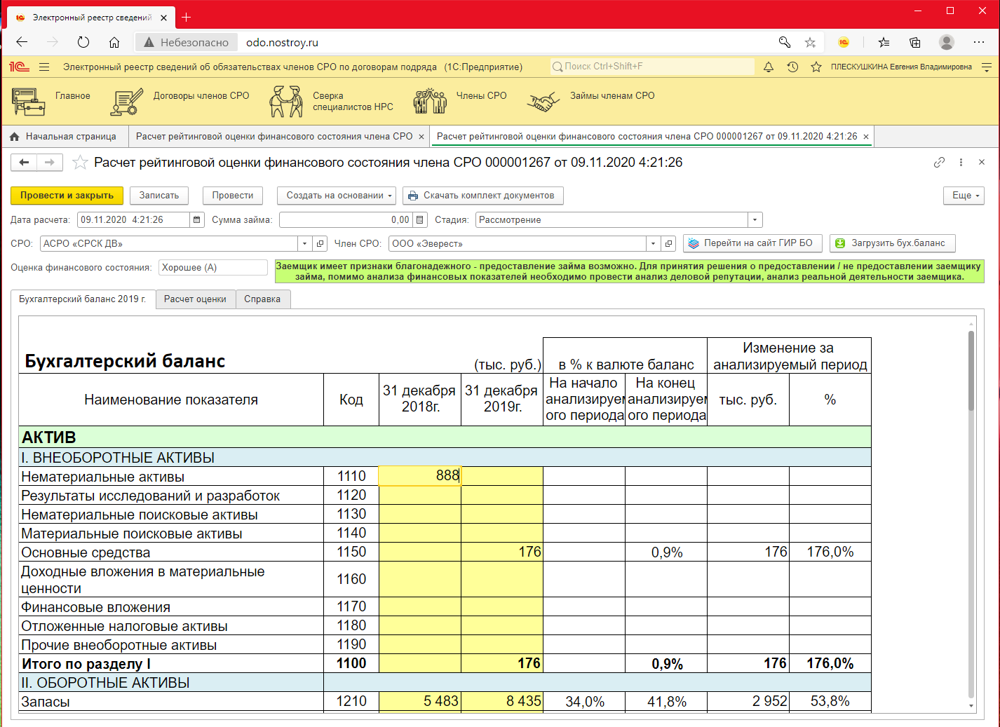 Электронный реестр сведений
Небезопасно
odo.nostroy.ru
1С
Электронный реестр сведений об обязательствах членов СРО по договорам подряда (1С:Предприятие)
Поиск Ctrl+Shift+F
ПЛЕСКУШКИНА Евгения Владимировна
Главное
Договоры членов СРО
Сверка
специалистов НРС
Члены СРО
Займы членам СРО
Начальная страница
Расчет рейтинговой оценки финансового состояния члена СРО
Расчет рейтинговой оценки финансового состояния члена СРО 000001267 от 09.11.2020 4:21:26
Расчет рейтинговой оценки финансового состояния члена СРО 000001267 от 09.11.2020 4:21:26
Провести и закрыть
Записать
Провести
Создать на основании
Скачать комплект документов
Еще
Дата расчета: 09.11.2020 4:21:26 Сумма займа: 0,00 Стадия: Рассмотрение
СРО: АСРО «СРСК ДВ» Член СРО: ООО «Эверест» Перейти на сайт ГИР БО Загрузить бух.баланс
Оценка финансового состояния: Хорошее (А)
Заемщик имеет признаки благонадежного - предоставление займа возможно. Для принятия решения о предоставлении / не предоставлении заемщику
займа, помимо анализа финансовых показателей необходимо провести анализ деловой репутации, анализ реальной деятельности заемщика.
Бухгалтерский баланс 2019 г.
Расчет оценки
Справка
Бухгалтерский баланс
(тыс. руб.)
в % к валюте баланс
Изменение за
анализируемый период
Наименование показателя
Код
31 декабря
2018г.
31 декабря
2019г.
На начало
анализируем
ого периода
На конец
анализируем
ого периода
тыс. руб.
%
АКТИВ
I. ВНЕОБОРОТНЫЕ АКТИВЫ
Нематериальные активы 1110 888
Результаты исследований и разработок 1120
Нематериальные поисковые активы 1130
Материальные поисковые активы 1140
Основные средства 1150 176 0,9% 176 176,0%
Доходные вложения в материальные
ценности 1160
Финансовые вложения 1170
Отложенные налоговые активы 1180
Прочие внеоборотные активы 1190
Итого по разделу I 1100 176 0,9% 176 176,0%
II. ОБОРОТНЫЕ АКТИВЫ
Запасы 1210 5 483 8 435 34,0% 41,8% 2 952 53,8%